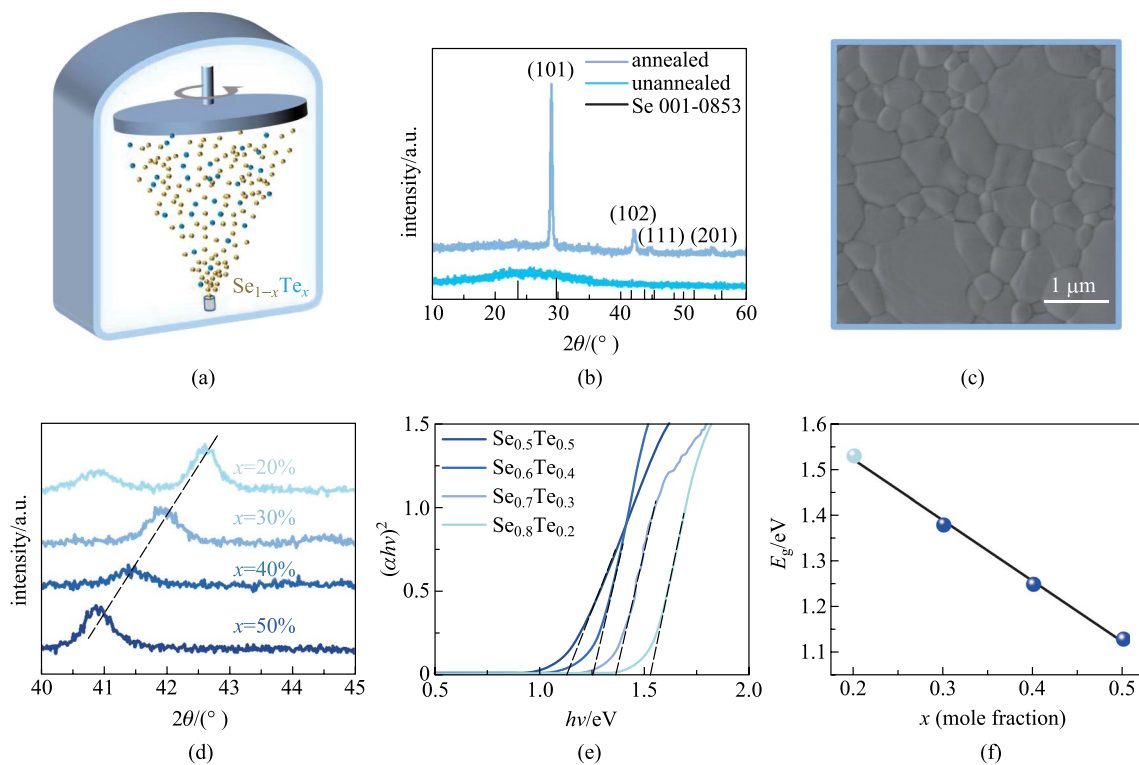 Se1−xTex
(a)
annealed
unannealed
Se 001-0853
(101)
(102)
(111)
(201)
intensity/a.u.
10
20
30
40
50
60
2θ/(° )
(b)
1 μm
(c)
x=20%
x=30%
x=40%
x=50%
intensity/a.u.
40
41
42
43
44
45
2θ/(° )
(d)
Se0.5Te0.5
Se0.6Te0.4
Se0.7Te0.3
Se0.8Te0.2
1.5
1.0
0.5
0
(αhν)2
0.5
1.0
1.5
2.0
hν/eV
(e)
1.6
1.5
1.4
1.3
1.2
1.1
Eg/eV
0.2
0.3
0.4
0.5
x (mole fraction)
(f)